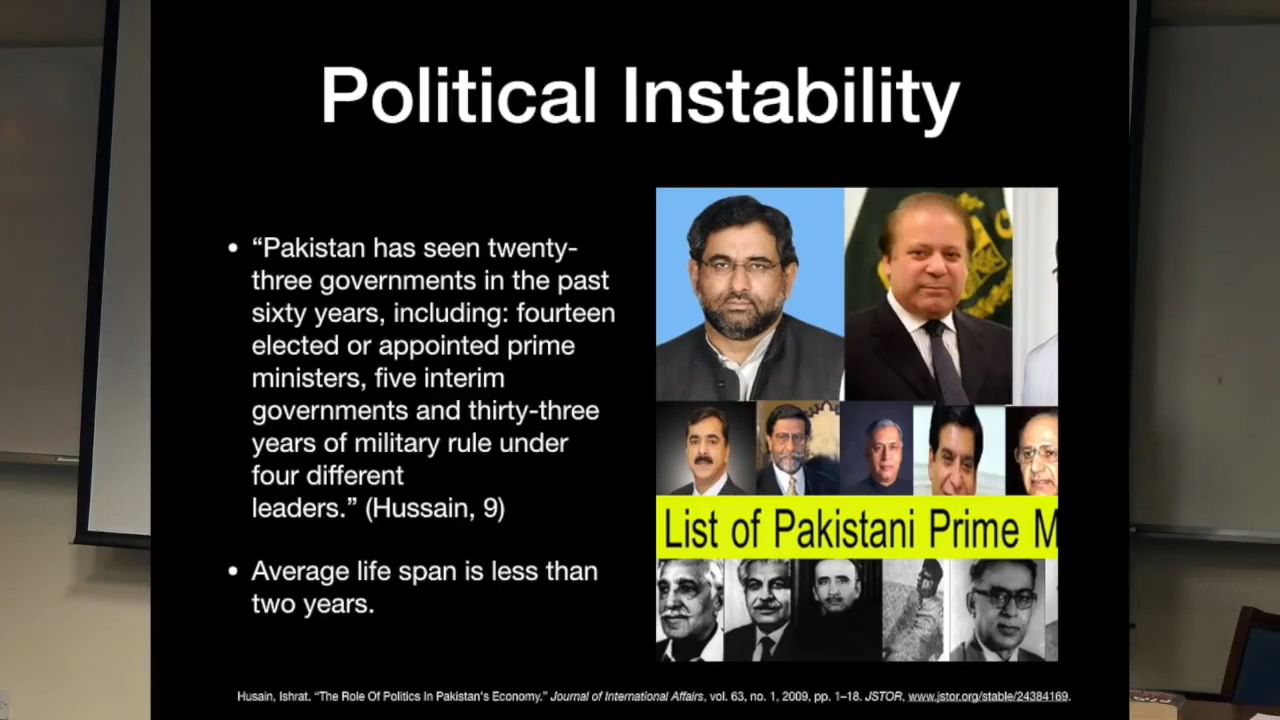 Political Instability
• “Pakistan has seen twenty-
three governments in the past
sixty years, including: fourteen
elected or appointed prime
ministers, five interim
governments and thirty-three
years of military rule under
four different
leaders.” (Hussain, 9)
• Average life span is less than
two years.
List of Pakistani Prime M
Husain, Ishrat. “The Role Of Politics In Pakistan's Economy.” Journal of International Affairs, vol. 63, no. 1, 2009, pp. 1–18. JSTOR, www.jstor.org/stable/24384169.